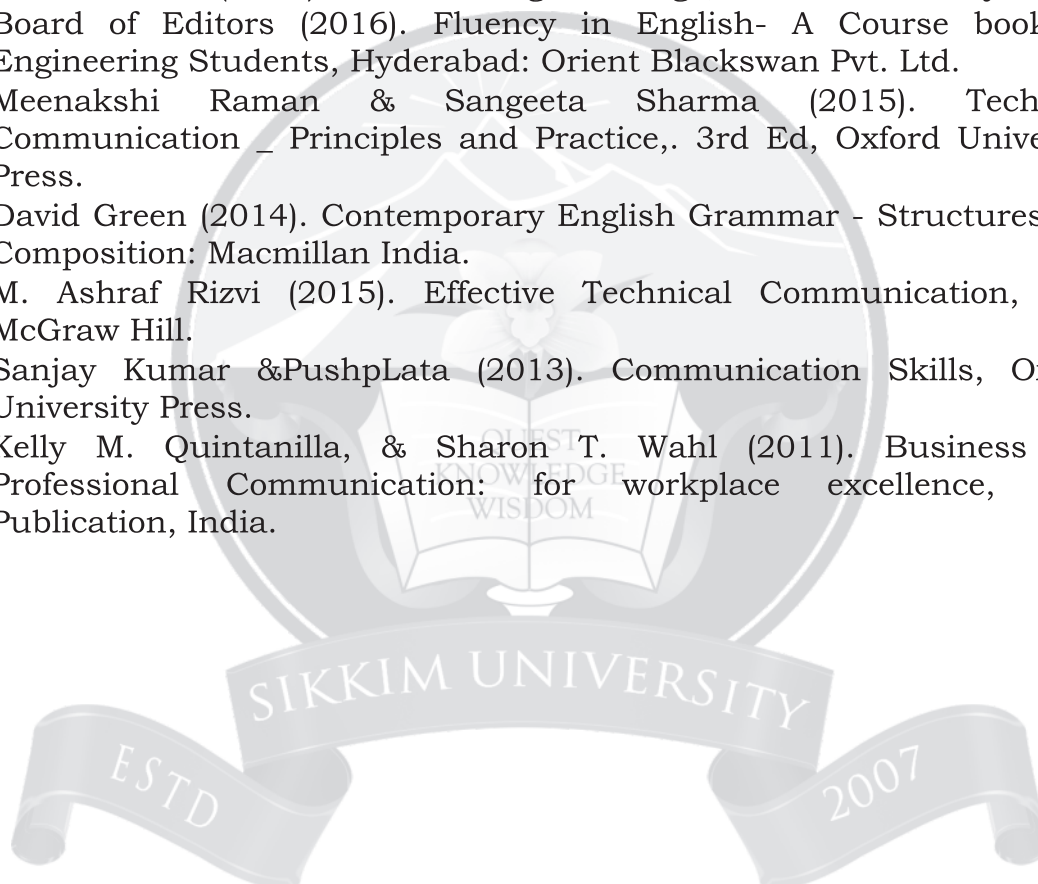 Board of Editors (2016). Fluency in English- A Course book
Engineering Students, Hyderabad: Orient Blackswan Pvt. Ltd.
Meenakshi Raman & Sangeeta Sharma (2015). Tech
Communication _ Principles and Practice,. 3rd Ed, Oxford Unive
Press.
David Green (2014). Contemporary English Grammar - Structures
Composition: Macmillan India.
M. Ashraf Rizvi (2015). Effective Technical Communication,
McGraw Hill.
Sanjay Kumar &PushpLata (2013). Communication Skills, Ox
University Press.
Kelly M. Quintanilla, & Sharon T. Wahl (2011). Business
Professional Communication: for workplace excellence,
Publication, India.
QUEST
KNOWLEDGE
WISDOM
SIKKIM UNIVERSITY
ESTD
2007